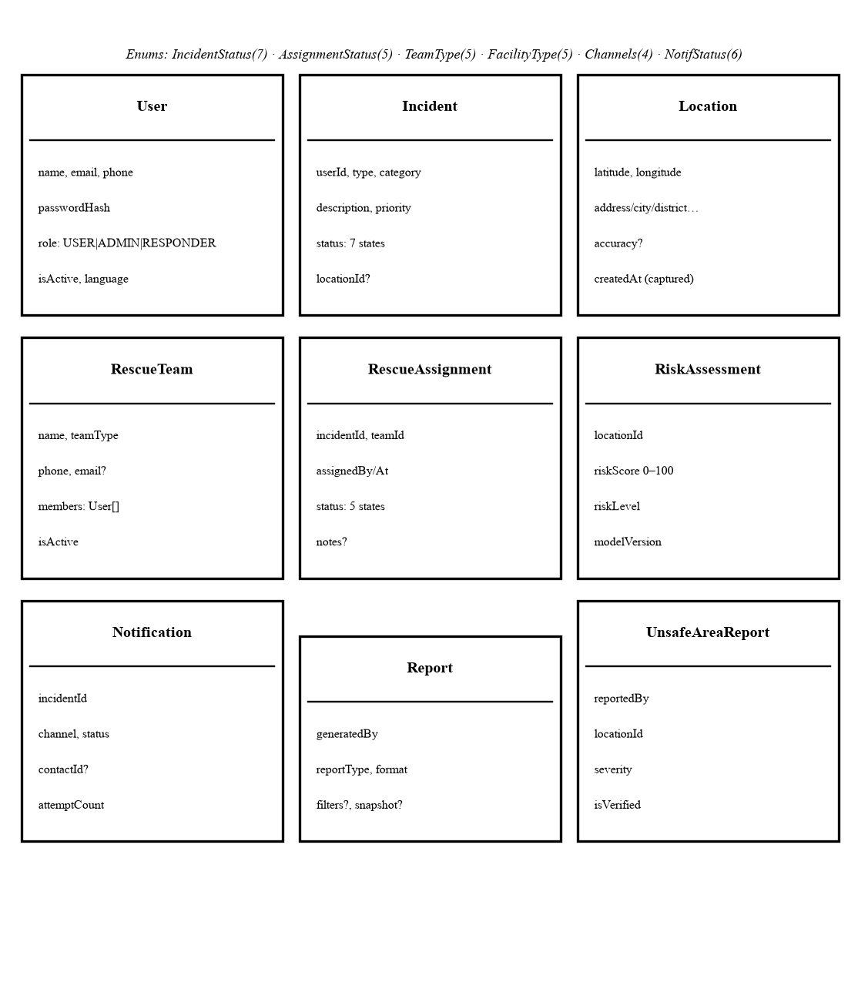 Enums: IncidentStatus(7) · AssignmentStatus(5) · TeamType(5) · FacilityType(5) · Channels(4) · NotifStatus(6)
User
name, email, phone
passwordHash
role: USER|ADMIN|RESPONDER
isActive, language
Incident
userId, type, category
description, priority
status: 7 states
locationId?
Location
latitude, longitude
address/city/district…
accuracy?
createdAt (captured)
RescueTeam
name, teamType
phone, email?
members: User[]
isActive
RescueAssignment
incidentId, teamId
assignedBy/At
status: 5 states
notes?
RiskAssessment
locationId
riskScore 0–100
riskLevel
modelVersion
Notification
incidentId
channel, status
contactId?
attemptCount
Report
generatedBy
reportType, format
filters?, snapshot?
UnsafeAreaReport
reportedBy
locationId
severity
isVerified